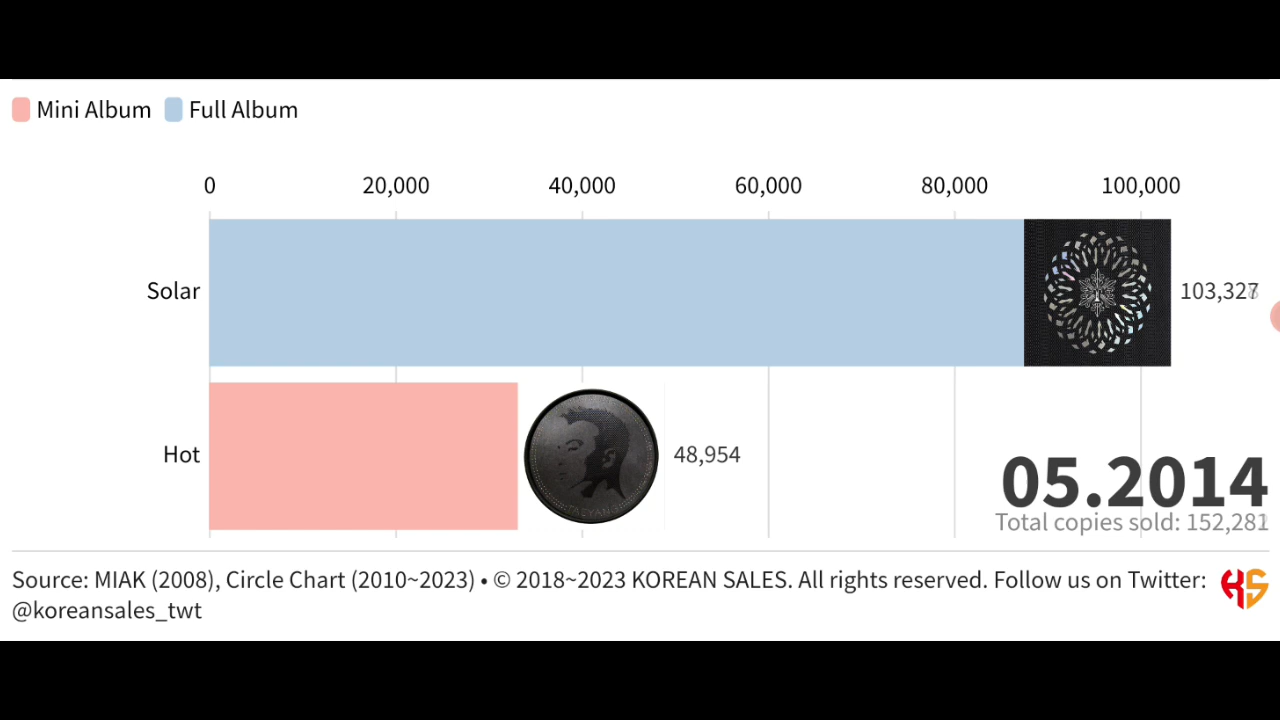 Mini Album Full Album
0 20,000 40,000 60,000 80,000 100,000
Solar 103,327
Hot TAEYANG 48,954
05.2014
Total copies sold: 152,281
Source: MIAK (2008), Circle Chart (2010~2023) • © 2018~2023 KOREAN SALES. All rights reserved. Follow us on Twitter: KS
@koreansales_twt